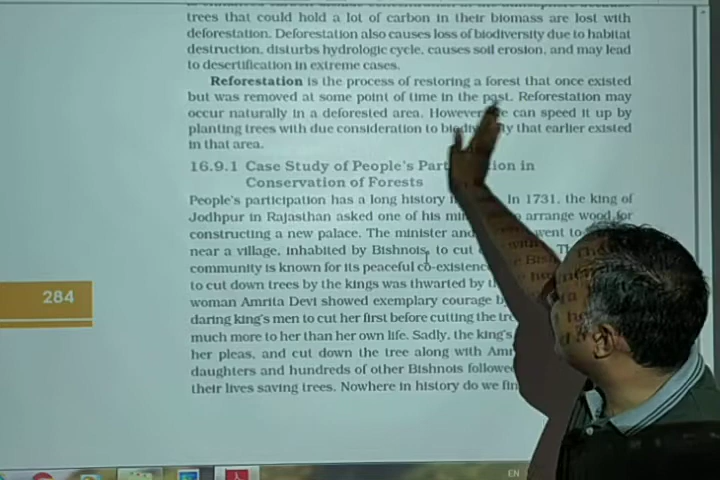 trees that could hold a lot of carbon in their biomass are lost with
deforestation. Deforestation also causes loss of biodiversity due to habitat
destruction, disturbs hydrologic cycle, causes soil erosion, and may lead
to desertification in extreme cases.
Reforestation is the process of restoring a forest that once existed
but was removed at some point of time in the past. Reforestation may
occur naturally in a deforested area. However can speed it up by
planting trees with due consideration to that earlier existed
in that area.
16.9.1 Case Study of People's in
Conservation of Forests
People's participation has a long history In 1731, the king of
Jodhpur in Rajasthan asked one of his arrange wood for
constructing a new palace. The minister and went to
near a village, inhabited by Bishnois, to cut
community is known for its peaceful co-existence
to cut down trees by the kings was thwarted by
woman Amrita Devi showed exemplary courage
daring king's men to cut her first before cutting the
much more to her than her own life. Sadly, the king's
her pleas, and cut down the tree along with
daughters and hundreds of other Bishnois
their lives saving trees. Nowhere in history do we
284
EN